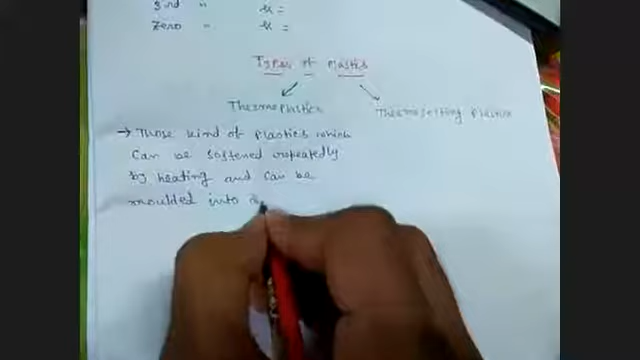 3rd " k =
Zero " k =
Types of Plastics
Thermoplastics
Thermosetting Plastics
→ Those kind of Plastics which
can be softened repeatedly
by heating and can be
moulded into